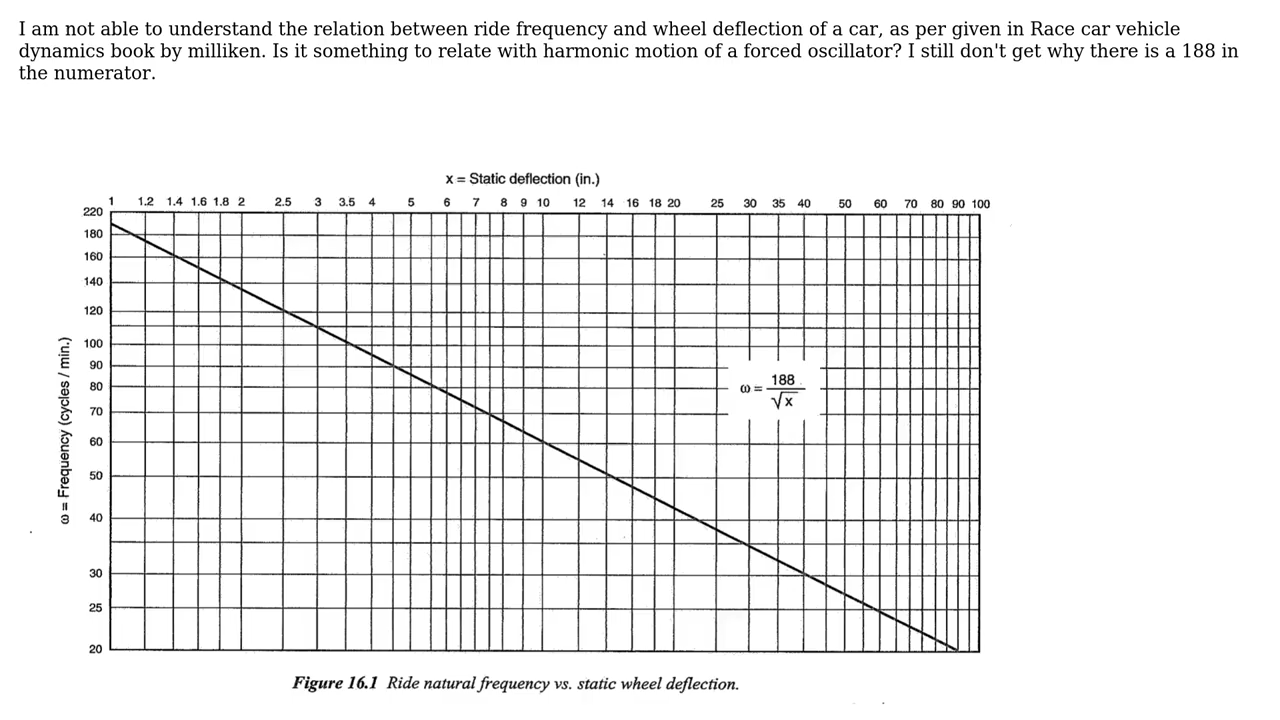 I am not able to understand the relation between ride frequency and wheel deflection of a car, as per given in Race car vehicle
dynamics book by milliken. Is it something to relate with harmonic motion of a forced oscillator? I still don't get why there is a 188 in
the numerator.
x = Static deflection (in.)
1 1.2 1.4 1.6 1.8 2 2.5 3 3.5 4 5 6 7 8 9 10 12 14 16 18 20 25 30 35 40 50 60 70 80 90 100
220
180
160
140
120
100
90
80
70
60
50
40
30
25
20
ω = Frequency (cycles / min.)
ω = 188 / √x
Figure 16.1 Ride natural frequency vs. static wheel deflection.